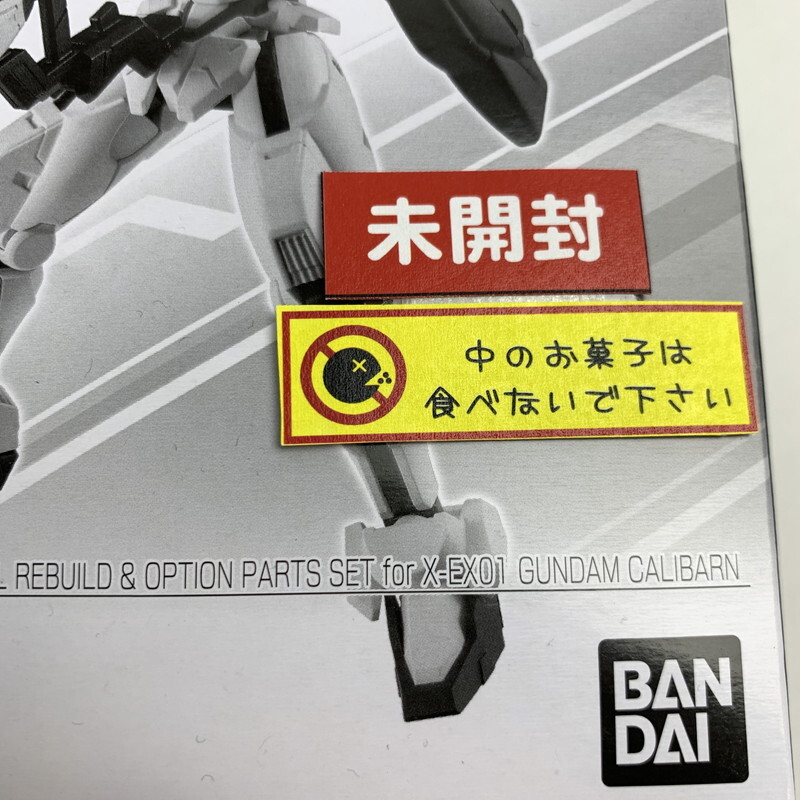 未開封
中のお菓子は
食べないで下さい
REBUILD & OPTION PARTS SET for X-EX01 GUNDAM CALIBARN
BAN
DAI